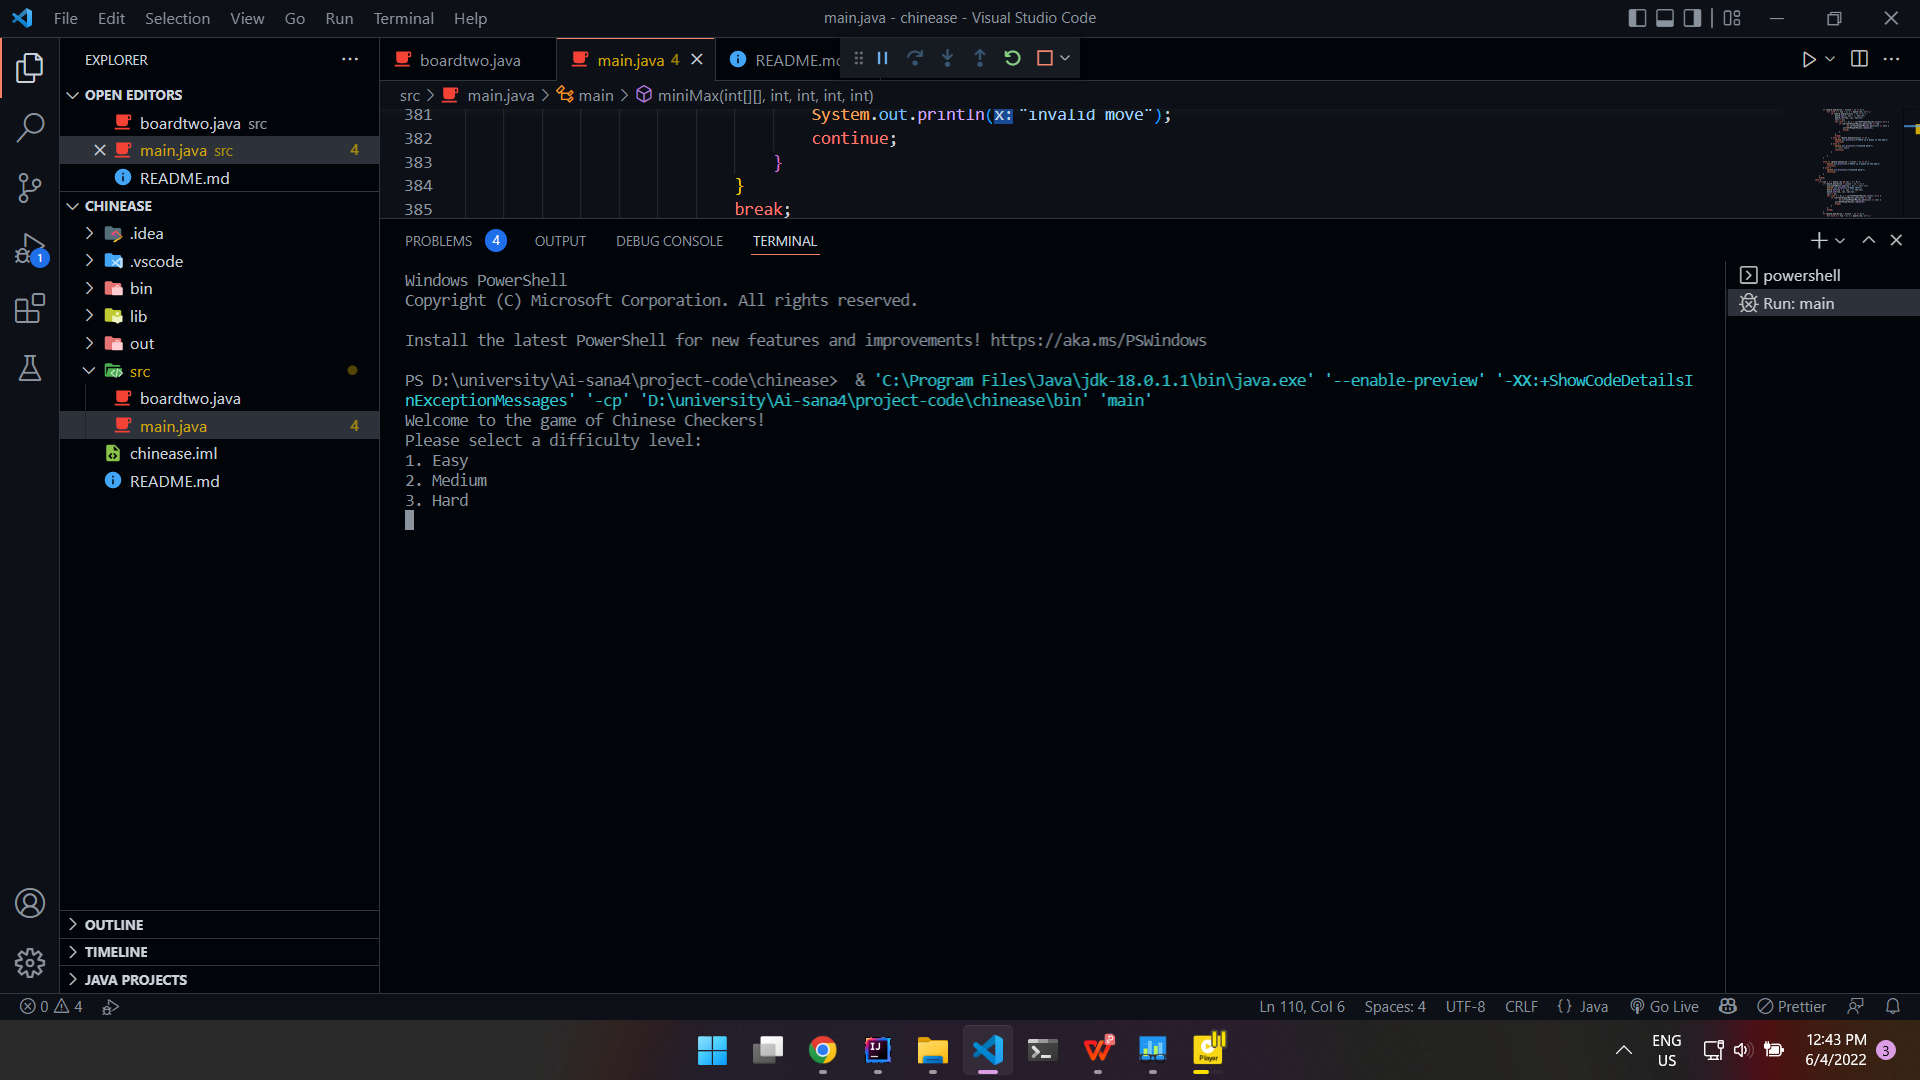 File Edit Selection View Go Run Terminal Help
main.java - chinease - Visual Studio Code
EXPLORER
OPEN EDITORS
boardtwo.java src
main.java src 4
README.md
CHINEASE
.idea
.vscode
bin
lib
out
src
boardtwo.java
main.java 4
chinease.iml
README.md
OUTLINE
TIMELINE
JAVA PROJECTS
boardtwo.java
main.java 4
README.md
src > main.java > main > miniMax(int[][], int, int, int, int)
381 System.out.println(x: "invalid move");
382 continue;
383 }
384 }
385 break;
PROBLEMS 4 OUTPUT DEBUG CONSOLE TERMINAL
Windows PowerShell
Copyright (C) Microsoft Corporation. All rights reserved.
Install the latest PowerShell for new features and improvements! https://aka.ms/PSWindows
PS D:\university\Ai-sana4\project-code\chinease>  & 'C:\Program Files\Java\jdk-18.0.1.1\bin\java.exe' '--enable-preview' '-XX:+ShowCodeDetailsI
nExceptionMessages' '-cp' 'D:\university\Ai-sana4\project-code\chinease\bin' 'main'
Welcome to the game of Chinese Checkers!
Please select a difficulty level:
1. Easy
2. Medium
3. Hard
powershell
Run: main
1
0 4
Ln 110, Col 6 Spaces: 4 UTF-8 CRLF {} Java Go Live Prettier
IJ
Player
ENG
US
12:43 PM
6/4/2022
3